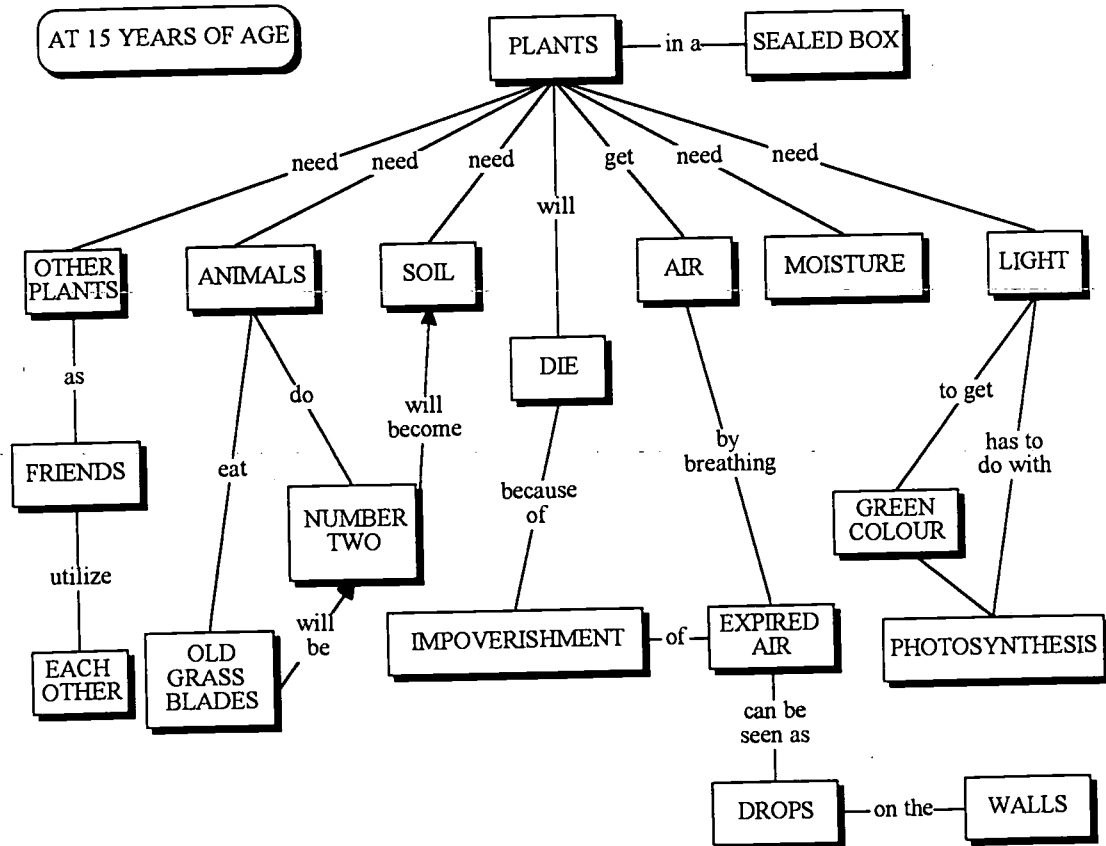 AT 15 YEARS OF AGE
PLANTS
in a
SEALED BOX
need
need
need
will
get
need
need
OTHER
PLANTS
ANIMALS
SOIL
AIR
MOISTURE
LIGHT
as
do
will
become
DIE
by
breathing
to get
has to
do with
FRIENDS
eat
NUMBER
TWO
because
of
GREEN
COLOUR
utilize
will
be
EACH
OTHER
OLD
GRASS
BLADES
IMPOVERISHMENT
of
EXPIRED
AIR
PHOTOSYNTHESIS
can be
seen as
DROPS
on the
WALLS